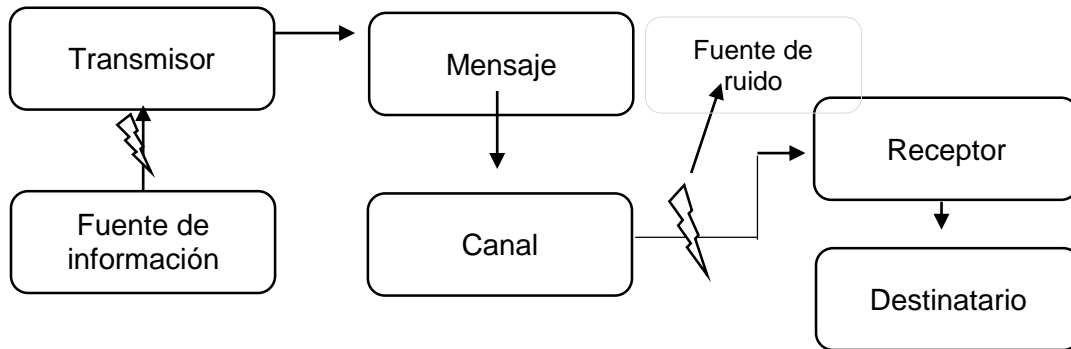 Transmisor
Mensaje
Fuente de
ruido
Receptor
Fuente de
información
Canal
Destinatario